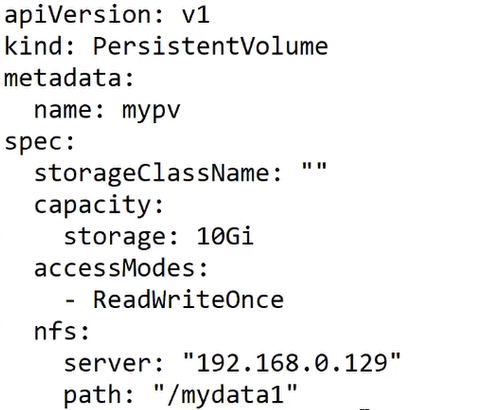 apiVersion: v1
kind: PersistentVolume
metadata:
  name: mypv
spec:
  storageClassName: ""
  capacity:
    storage: 10Gi
  accessModes:
    - ReadWriteOnce
  nfs:
    server: "192.168.0.129"
    path: "/mydata1"